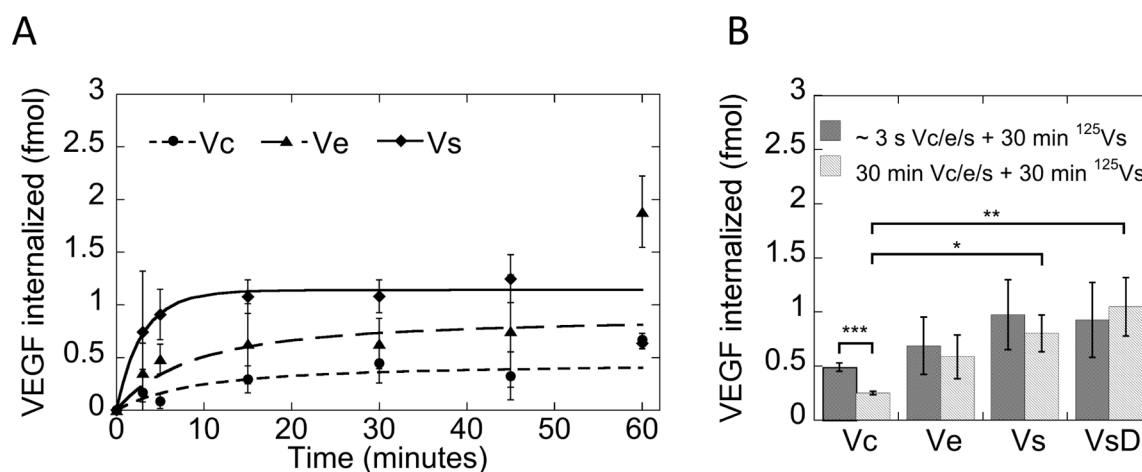 A
VEGF internalized (fmol)
3
2.5
2
1.5
1
0.5
0
Vc Ve Vs
0 10 20 30 40 50 60
Time (minutes)
B
VEGF internalized (fmol)
3
2.5
2
1.5
1
0.5
0
~ 3 s Vc/e/s + 30 min ¹²⁵Vs
30 min Vc/e/s + 30 min ¹²⁵Vs
**
*
***
Vc Ve Vs VsD